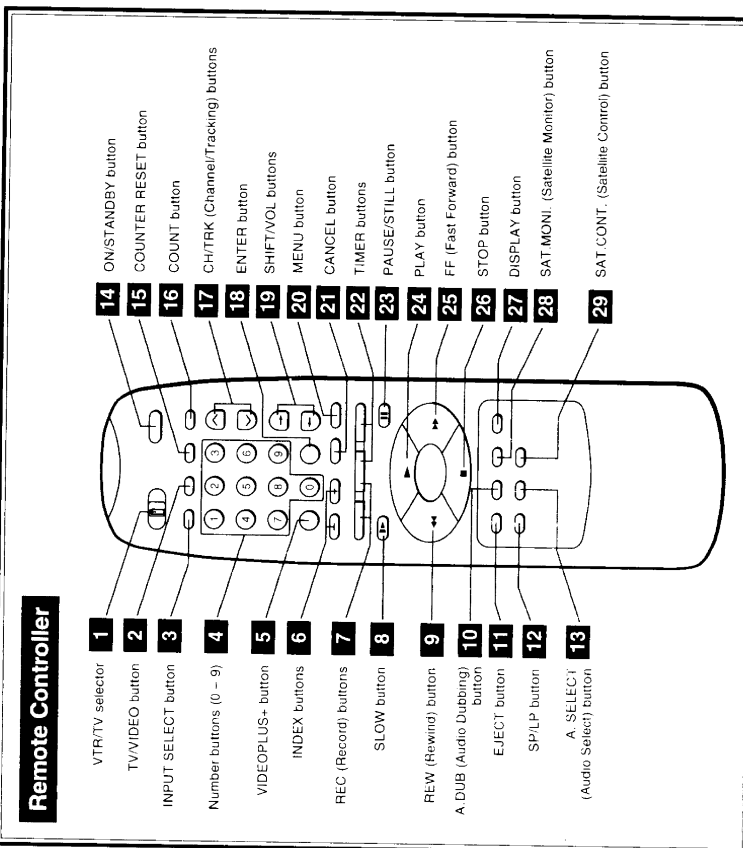 Remote Controller
VTR/TV selector 1
TV/VIDEO button 2
INPUT SELECT button 3
Number buttons (0 – 9) 4
VIDEOPLUS+ button 5
INDEX buttons 6
REC (Record) buttons 7
SLOW button 8
REW (Rewind) button 9
A.DUB (Audio Dubbing) 10
button
EJECT button 11
SP/LP button 12
A. SELECT 13
(Audio Select) button
1 2 3
4 5 6
7 8 9
0
14 ON/STANDBY button
15 COUNTER RESET button
16 COUNT button
17 CH/TRK (Channel/Tracking) buttons
18 ENTER button
19 SHIFT/VOL buttons
20 MENU button
21 CANCEL button
22 TIMER buttons
23 PAUSE/STILL button
24 PLAY button
25 FF (Fast Forward) button
26 STOP button
27 DISPLAY button
28 SAT.MONI. (Satellite Monitor) button
29 SAT.CONT. (Satellite Control) button